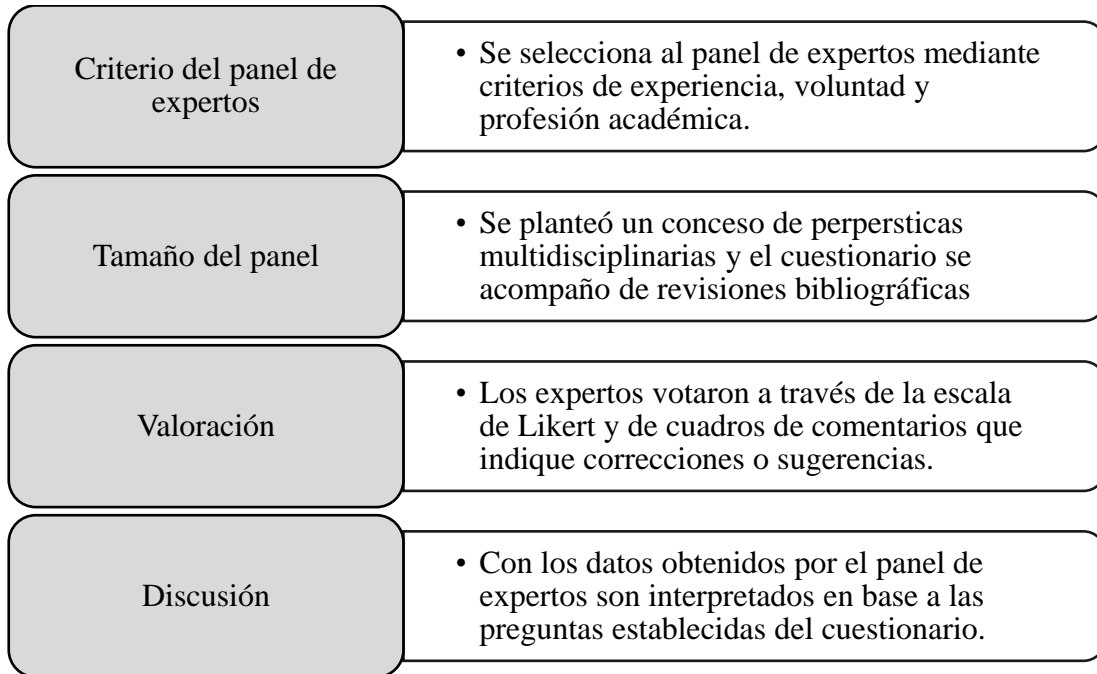 Criterio del panel de
expertos
• Se selecciona al panel de expertos mediante
criterios de experiencia, voluntad y
profesión académica.
Tamaño del panel
• Se planteó un conceso de perpersticas
multidisciplinarias y el cuestionario se
acompaño de revisiones bibliográficas
Valoración
• Los expertos votaron a través de la escala
de Likert y de cuadros de comentarios que
indique correcciones o sugerencias.
Discusión
• Con los datos obtenidos por el panel de
expertos son interpretados en base a las
preguntas establecidas del cuestionario.